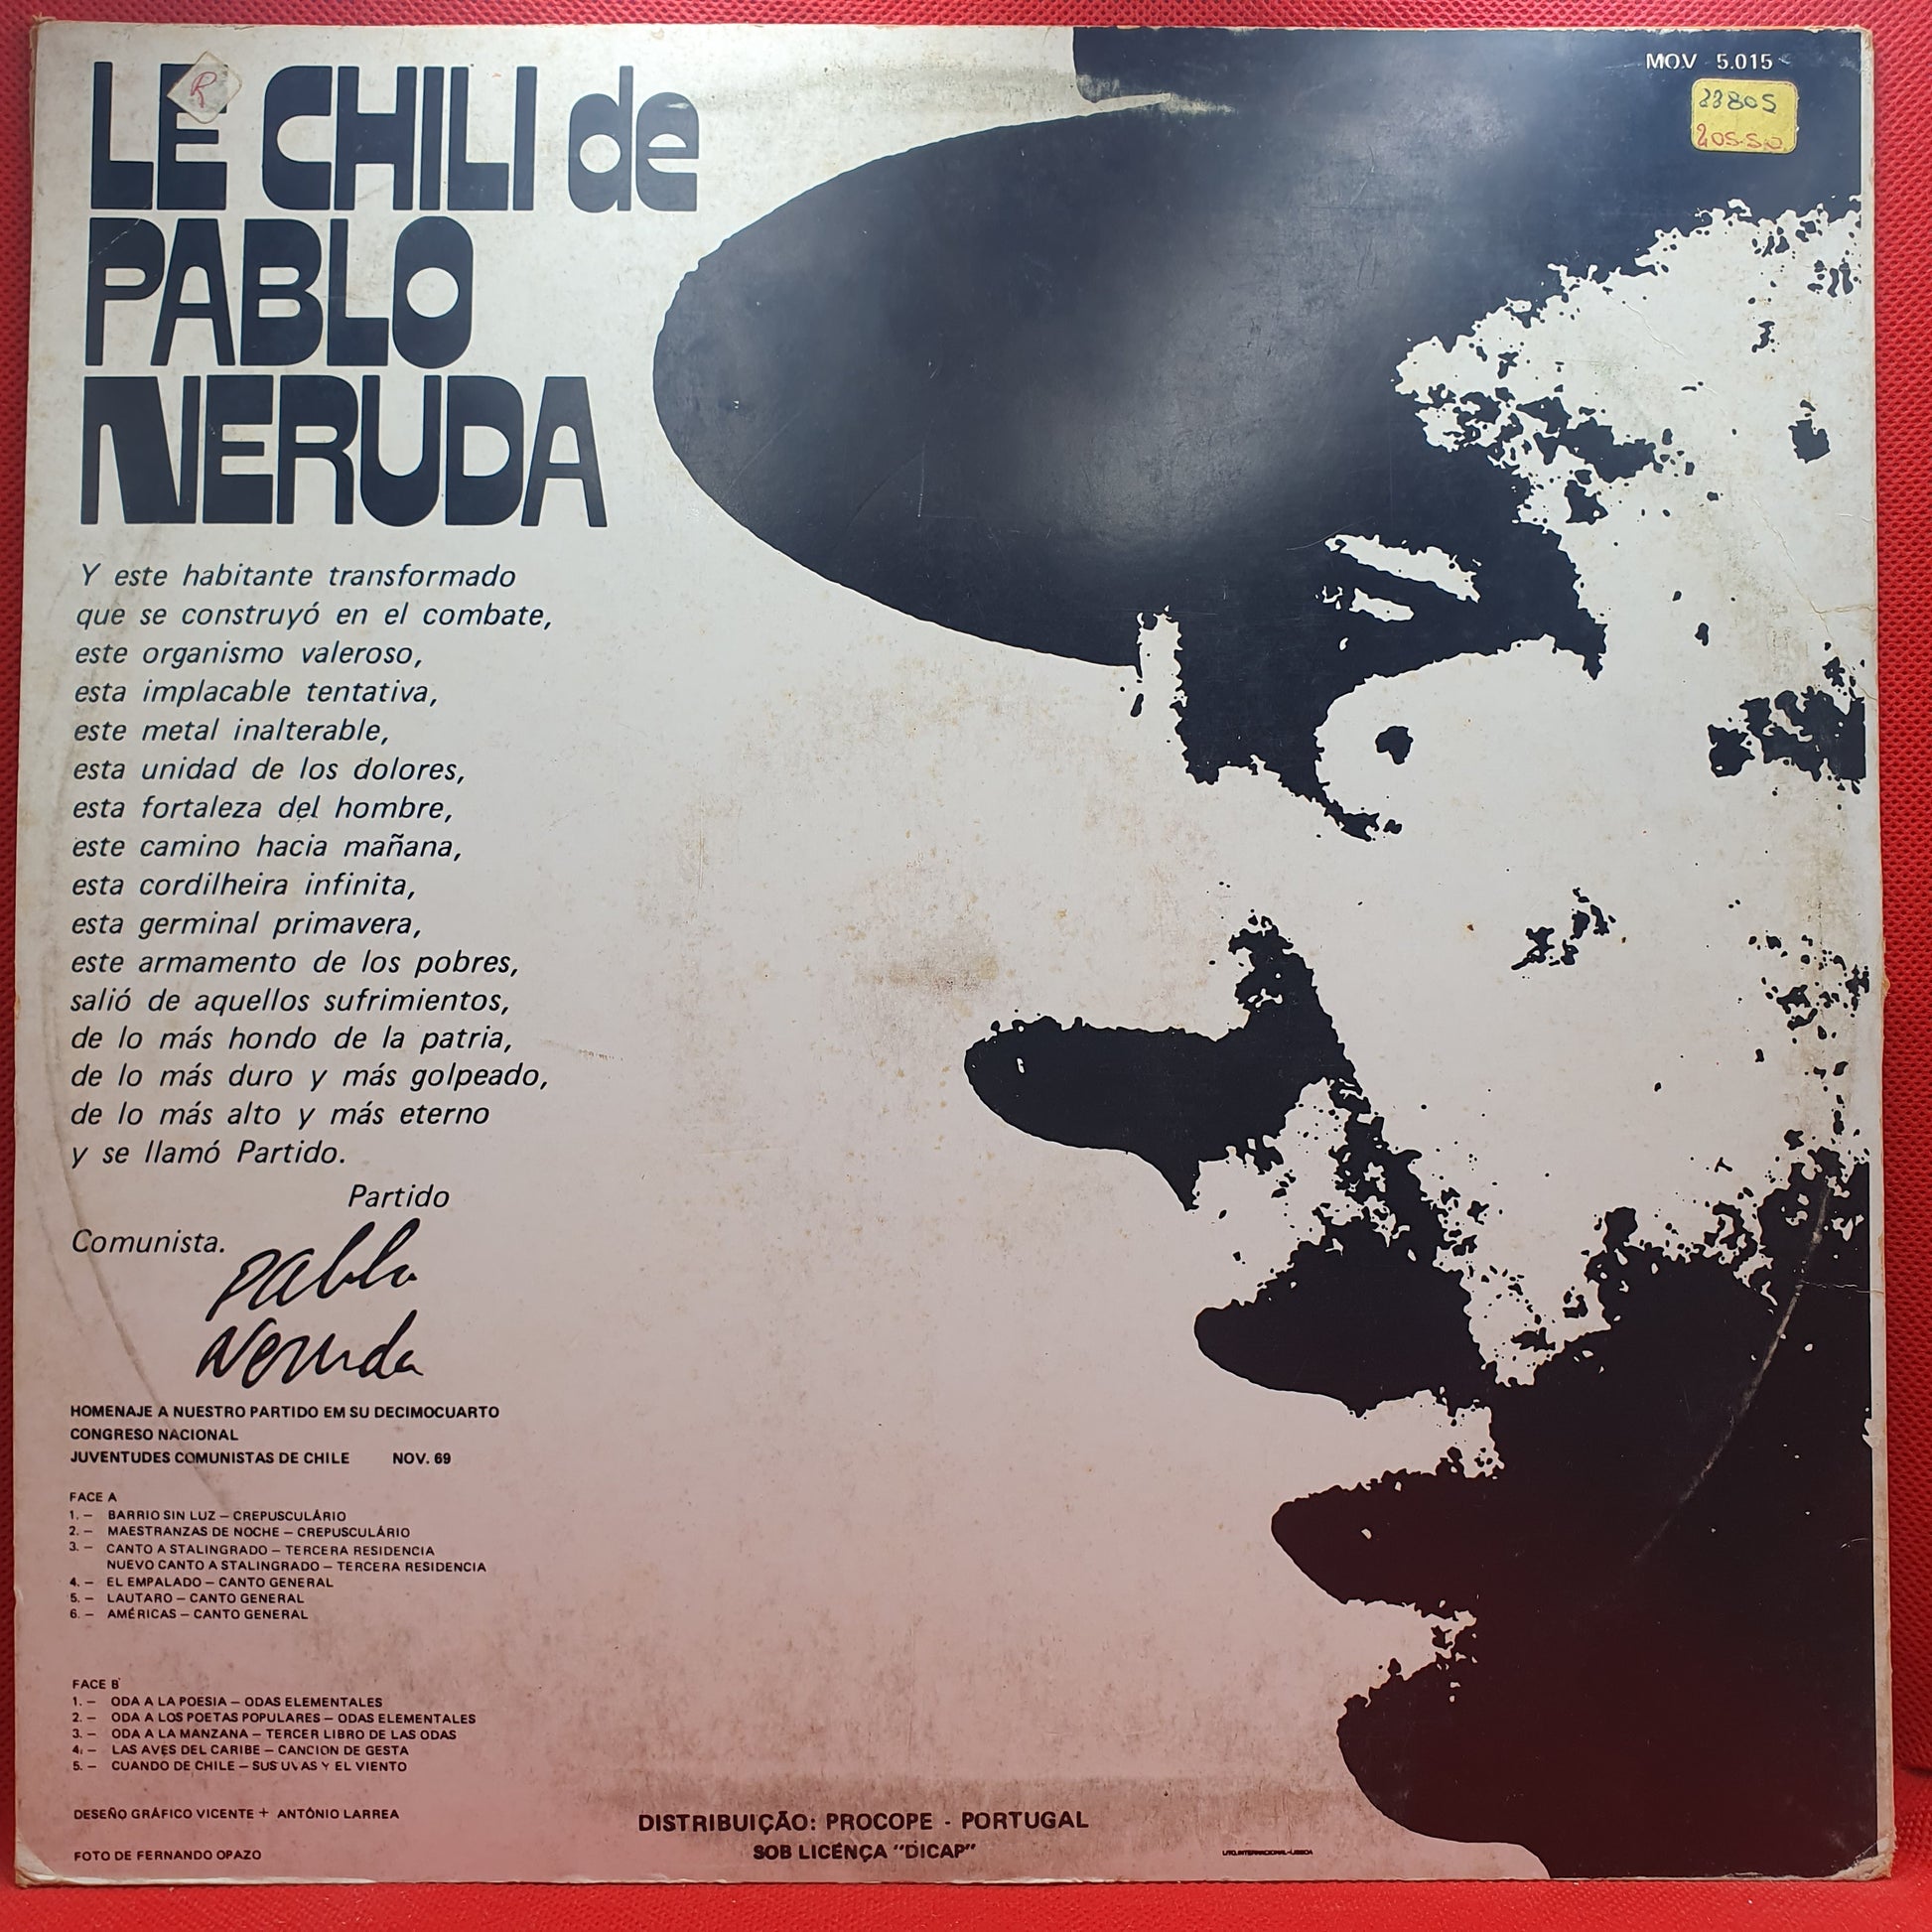 LE CHILI de
PABLO
NERUDA
R
MOV 5.015
Y este habitante transformado
que se construyó en el combate,
este organismo valeroso,
esta implacable tentativa,
este metal inalterable,
esta unidad de los dolores,
esta fortaleza del hombre,
este camino hacia mañana,
esta cordilheira infinita,
esta germinal primavera,
este armamento de los pobres,
salió de aquellos sufrimientos,
de lo más hondo de la patria,
de lo más duro y más golpeado,
de lo más alto y más eterno
y se llamó Partido.
Partido
Comunista.
Pablo
Neruda
HOMENAJE A NUESTRO PARTIDO EM SU DECIMOCUARTO
CONGRESO NACIONAL
JUVENTUDES COMUNISTAS DE CHILE NOV. 69
FACE A
1. – BARRIO SIN LUZ – CREPUSCULÁRIO
2. – MAESTRANZAS DE NOCHE – CREPUSCULÁRIO
3. – CANTO A STALINGRADO – TERCERA RESIDENCIA
NUEVO CANTO A STALINGRADO – TERCERA RESIDENCIA
4. – EL EMPALADO – CANTO GENERAL
5. – LAUTARO – CANTO GENERAL
6. – AMÉRICAS – CANTO GENERAL
FACE B
1. – ODA A LA POESIA – ODAS ELEMENTALES
2. – ODA A LOS POETAS POPULARES – ODAS ELEMENTALES
3. – ODA A LA MANZANA – TERCER LIBRO DE LAS ODAS
4. – LAS AVES DEL CARIBE – CANCION DE GESTA
5. – CUANDO DE CHILE – SUS UVAS Y EL VIENTO
DESEÑO GRÁFICO VICENTE + ANTÔNIO LARREA
FOTO DE FERNANDO OPAZO
DISTRIBUIÇÃO: PROCOPE - PORTUGAL
SOB LICENÇA "DICAP"